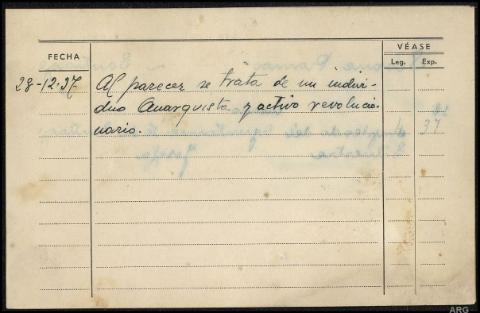 FECHA
VÉASE
Leg. Exp.
28-12-37 Al parecer se trata de un indivi-
duo Anarquista y activo revolucio-
nario.
37
ARG